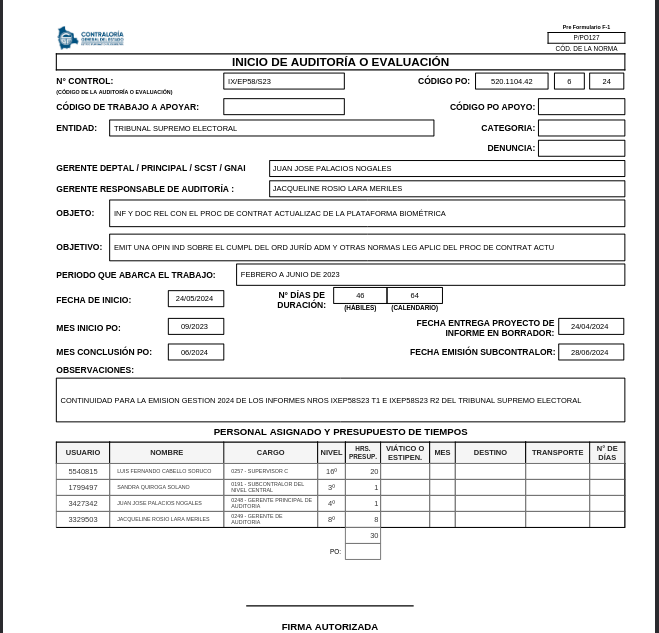 CONTRALORÍA
GENERAL DEL ESTADO
Pre Formulario F-1
P/PO127
CÓD. DE LA NORMA
INICIO DE AUDITORÍA O EVALUACIÓN
Nº CONTROL: IX/EP58/S23 CÓDIGO PO: 520.1104.42 6 24
(CÓDIGO DE LA AUDITORÍA O EVALUACIÓN)
CÓDIGO DE TRABAJO A APOYAR: CÓDIGO PO APOYO:
ENTIDAD: TRIBUNAL SUPREMO ELECTORAL CATEGORIA:
DENUNCIA:
GERENTE DEPTAL / PRINCIPAL / SCST / GNAI JUAN JOSE PALACIOS NOGALES
GERENTE RESPONSABLE DE AUDITORÍA : JACQUELINE ROSIO LARA MERILES
OBJETO: INF Y DOC REL CON EL PROC DE CONTRAT ACTUALIZAC DE LA PLATAFORMA BIOMÉTRICA
OBJETIVO: EMIT UNA OPIN IND SOBRE EL CUMPL DEL ORD JURÍD ADM Y OTRAS NORMAS LEG APLIC DEL PROC DE CONTRAT ACTU
PERIODO QUE ABARCA EL TRABAJO: FEBRERO A JUNIO DE 2023
FECHA DE INICIO: 24/05/2024 Nº DÍAS DE DURACIÓN: 46 64
(HÁBILES) (CALENDARIO)
MES INICIO PO: 09/2023 FECHA ENTREGA PROYECTO DE INFORME EN BORRADOR: 24/04/2024
MES CONCLUSIÓN PO: 06/2024 FECHA EMISIÓN SUBCONTRALOR: 28/06/2024
OBSERVACIONES:
CONTINUIDAD PARA LA EMISION GESTION 2024 DE LOS INFORMES NROS IXEP58S23 T1 E IXEP58S23 R2 DEL TRIBUNAL SUPREMO ELECTORAL
PERSONAL ASIGNADO Y PRESUPUESTO DE TIEMPOS
USUARIO NOMBRE CARGO NIVEL HRS. PRESUP. VIÁTICO O ESTIPEN. MES DESTINO TRANSPORTE Nº DE DÍAS
5540815 LUIS FERNANDO CABELLO SORUCO 0257 - SUPERVISOR C 16º 20
1799497 SANDRA QUIROGA SOLANO 0191 - SUBCONTRALOR DEL NIVEL CENTRAL 3º 1
3427342 JUAN JOSE PALACIOS NOGALES 0248 - GERENTE PRINCIPAL DE AUDITORIA 4º 1
3329503 JACQUELINE ROSIO LARA MERILES 0249 - GERENTE DE AUDITORIA 8º 8
30
PO:
FIRMA AUTORIZADA